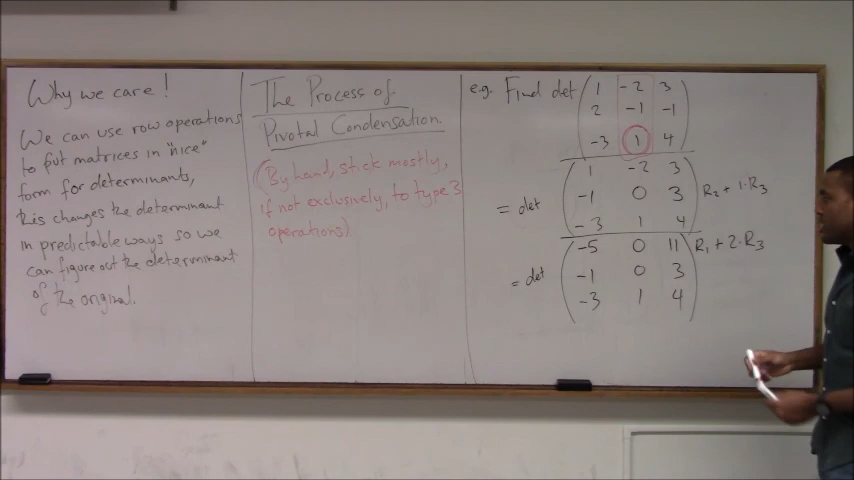 Why we care!
We can use row operations
to put matrices in "nice"
form for determinants,
this changes the determinant
in predictable ways so we
can figure out the determinant
of the original.
The Process of
Pivotal Condensation.
(By hand, stick mostly,
if not exclusively, to type 3
operations)
e.g. Find det
1 -2 3
2 -1 -1
-3 1 4
= det
1 -2 3
-1 0 3 R₂ + 1·R₃
-3 1 4
= det
-5 0 11 R₁ + 2·R₃
-1 0 3
-3 1 4